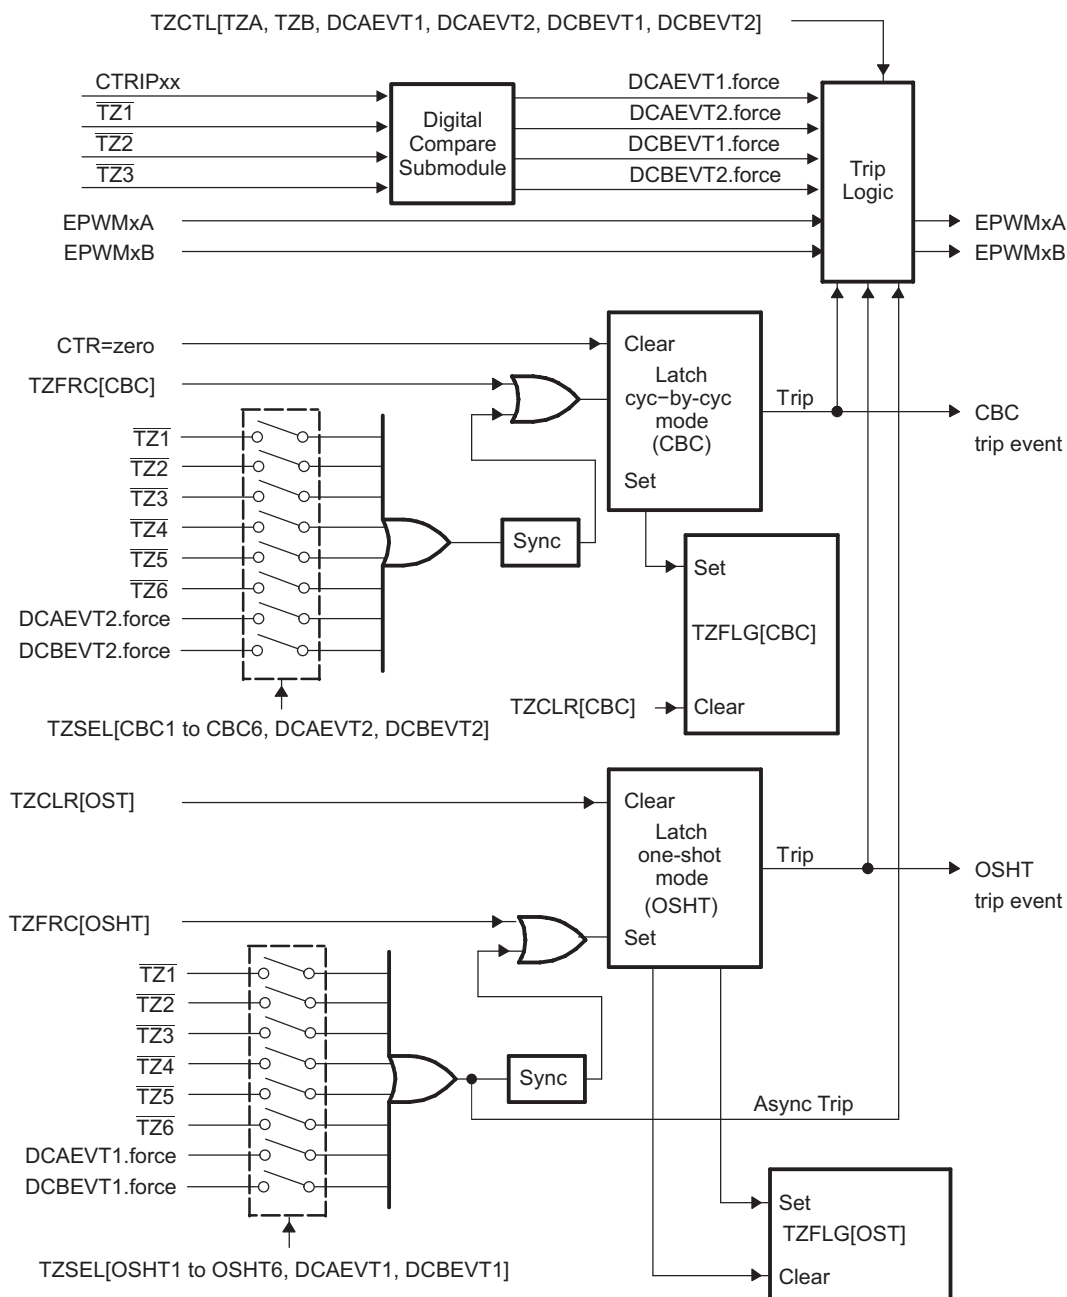 TZCTL[TZA, TZB, DCAEVT1, DCAEVT2, DCBEVT1, DCBEVT2]
CTRIPxx
TZ1
TZ2
TZ3
Digital
Compare
Submodule
DCAEVT1.force
DCAEVT2.force
DCBEVT1.force
DCBEVT2.force
Trip
Logic
EPWMxA
EPWMxB
EPWMxA
EPWMxB
CTR=zero
TZFRC[CBC]
Clear
Latch
cyc−by-cyc
mode
(CBC)
Set
Trip
CBC
trip event
TZ1
TZ2
TZ3
TZ4
TZ5
TZ6
DCAEVT2.force
DCBEVT2.force
Sync
Set
TZFLG[CBC]
Clear
TZCLR[CBC]
TZSEL[CBC1 to CBC6, DCAEVT2, DCBEVT2]
TZCLR[OST]
TZFRC[OSHT]
Clear
Latch
one-shot
mode
(OSHT)
Set
Trip
OSHT
trip event
TZ1
TZ2
TZ3
TZ4
TZ5
TZ6
DCAEVT1.force
DCBEVT1.force
Sync
Async Trip
Set
TZFLG[OST]
Clear
TZSEL[OSHT1 to OSHT6, DCAEVT1, DCBEVT1]